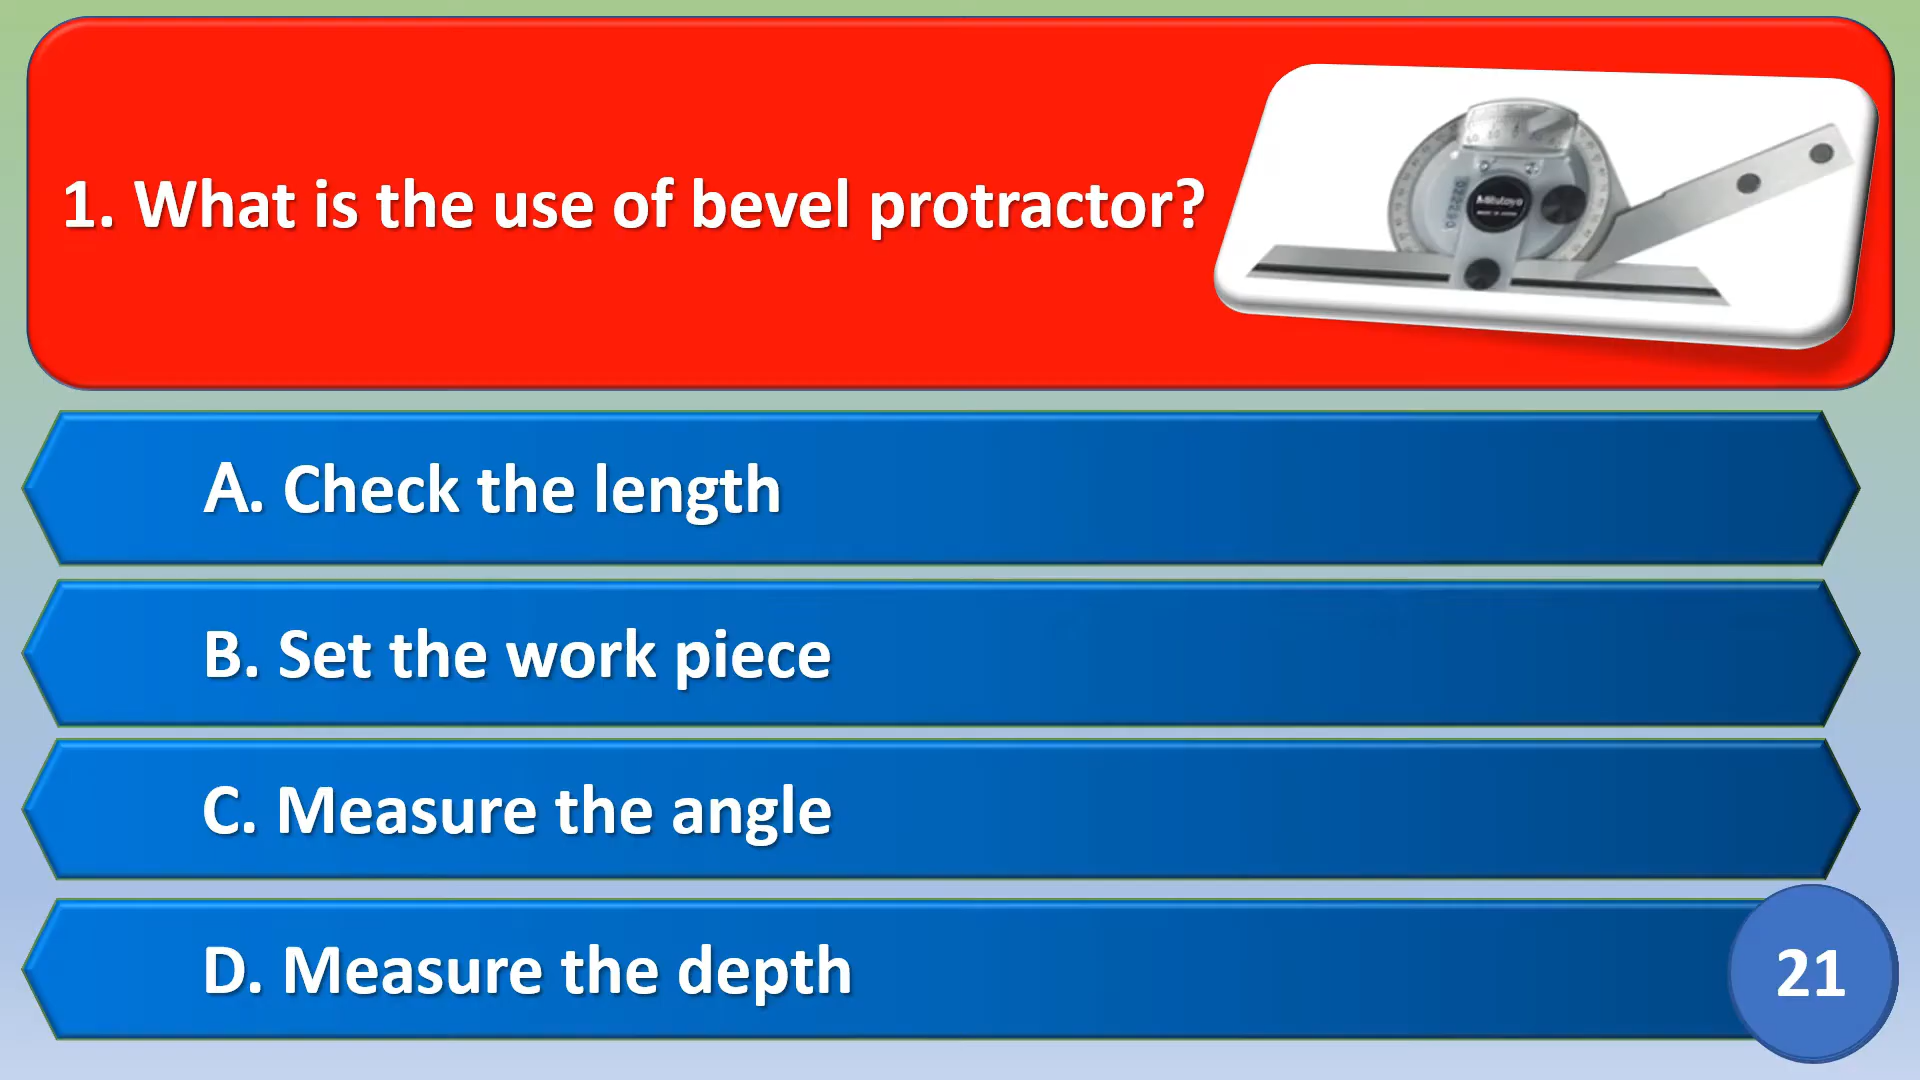 1. What is the use of bevel protractor?
Mitutoyo
A. Check the length
B. Set the work piece
C. Measure the angle
D. Measure the depth
21